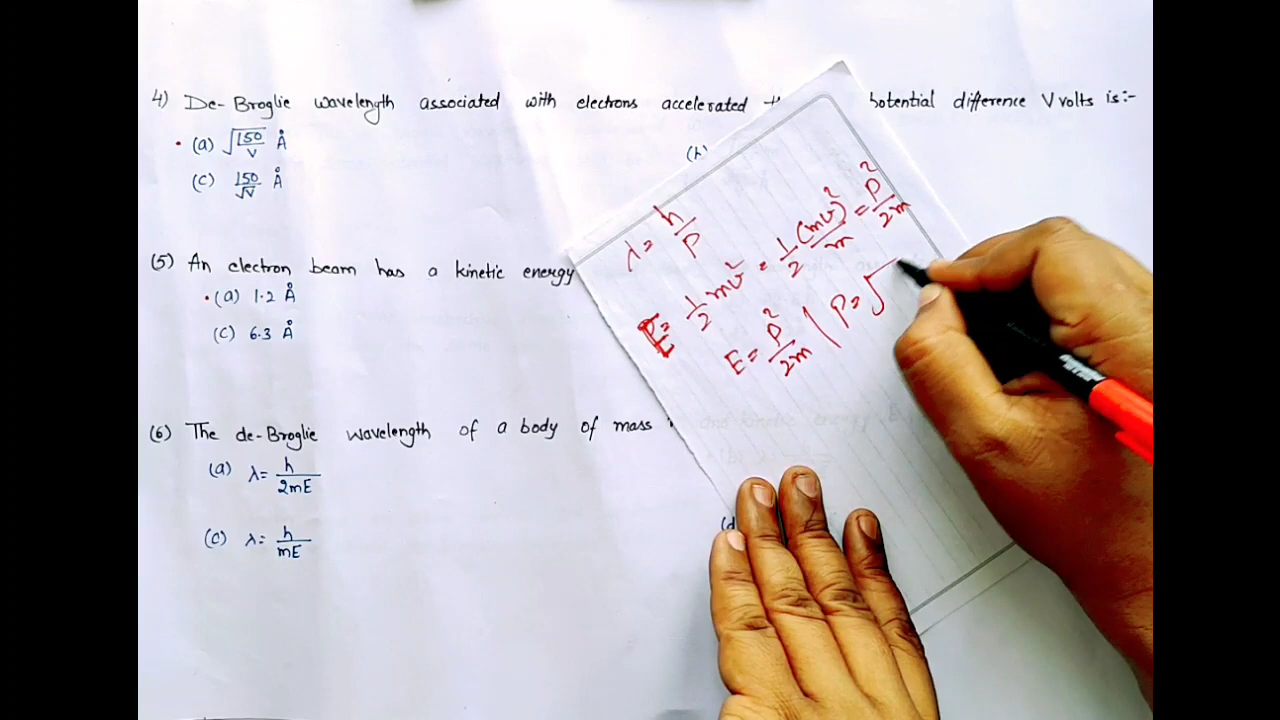 4) De-Broglie wavelength associated with electrons accelerated potential difference V volts is:-
(a) √150/V Å (b)
(c) 150/√V Å
(5) An electron beam has a kinetic energy
(a) 1.2 Å
(c) 6.3 Å
(6) The de-Broglie wavelength of a body of mass
(a) λ = h/2mE
(c) λ = h/mE
(d)
λ = h/P
E = 1/2 mv² = 1/2 (mv)²/m = P²/2m
E = P²/2m | P = √